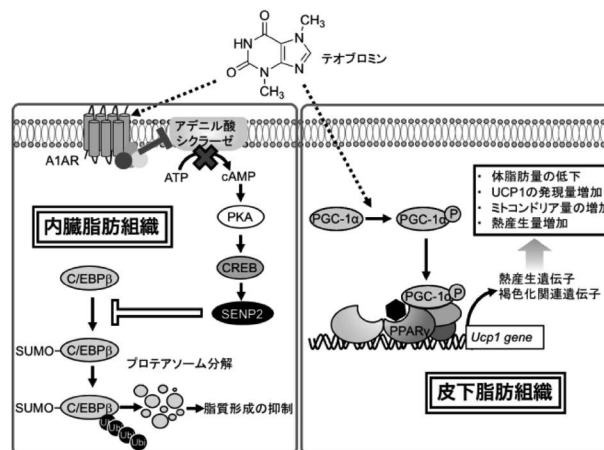 CH₃
O
HN
N
N
O
N
CH₃
テオブロミン
A1AR
アデニル酸
シクラーゼ
ATP
cAMP
PKA
内臓脂肪組織
CREB
C/EBPβ
SENP2
SUMO
C/EBPβ
プロテアソーム分解
SUMO
C/EBPβ
Ubi
Ubi
脂質形成の抑制
・ 体脂肪量の低下
・ UCP1の発現量増加
・ ミトコンドリア量の増加
・ 熱産生量増加
PGC-1α
PGC-1α
P
熱産生遺伝子
褐色化関連遺伝子
PGC-1α
P
PPARγ
Ucp1 gene
皮下脂肪組織